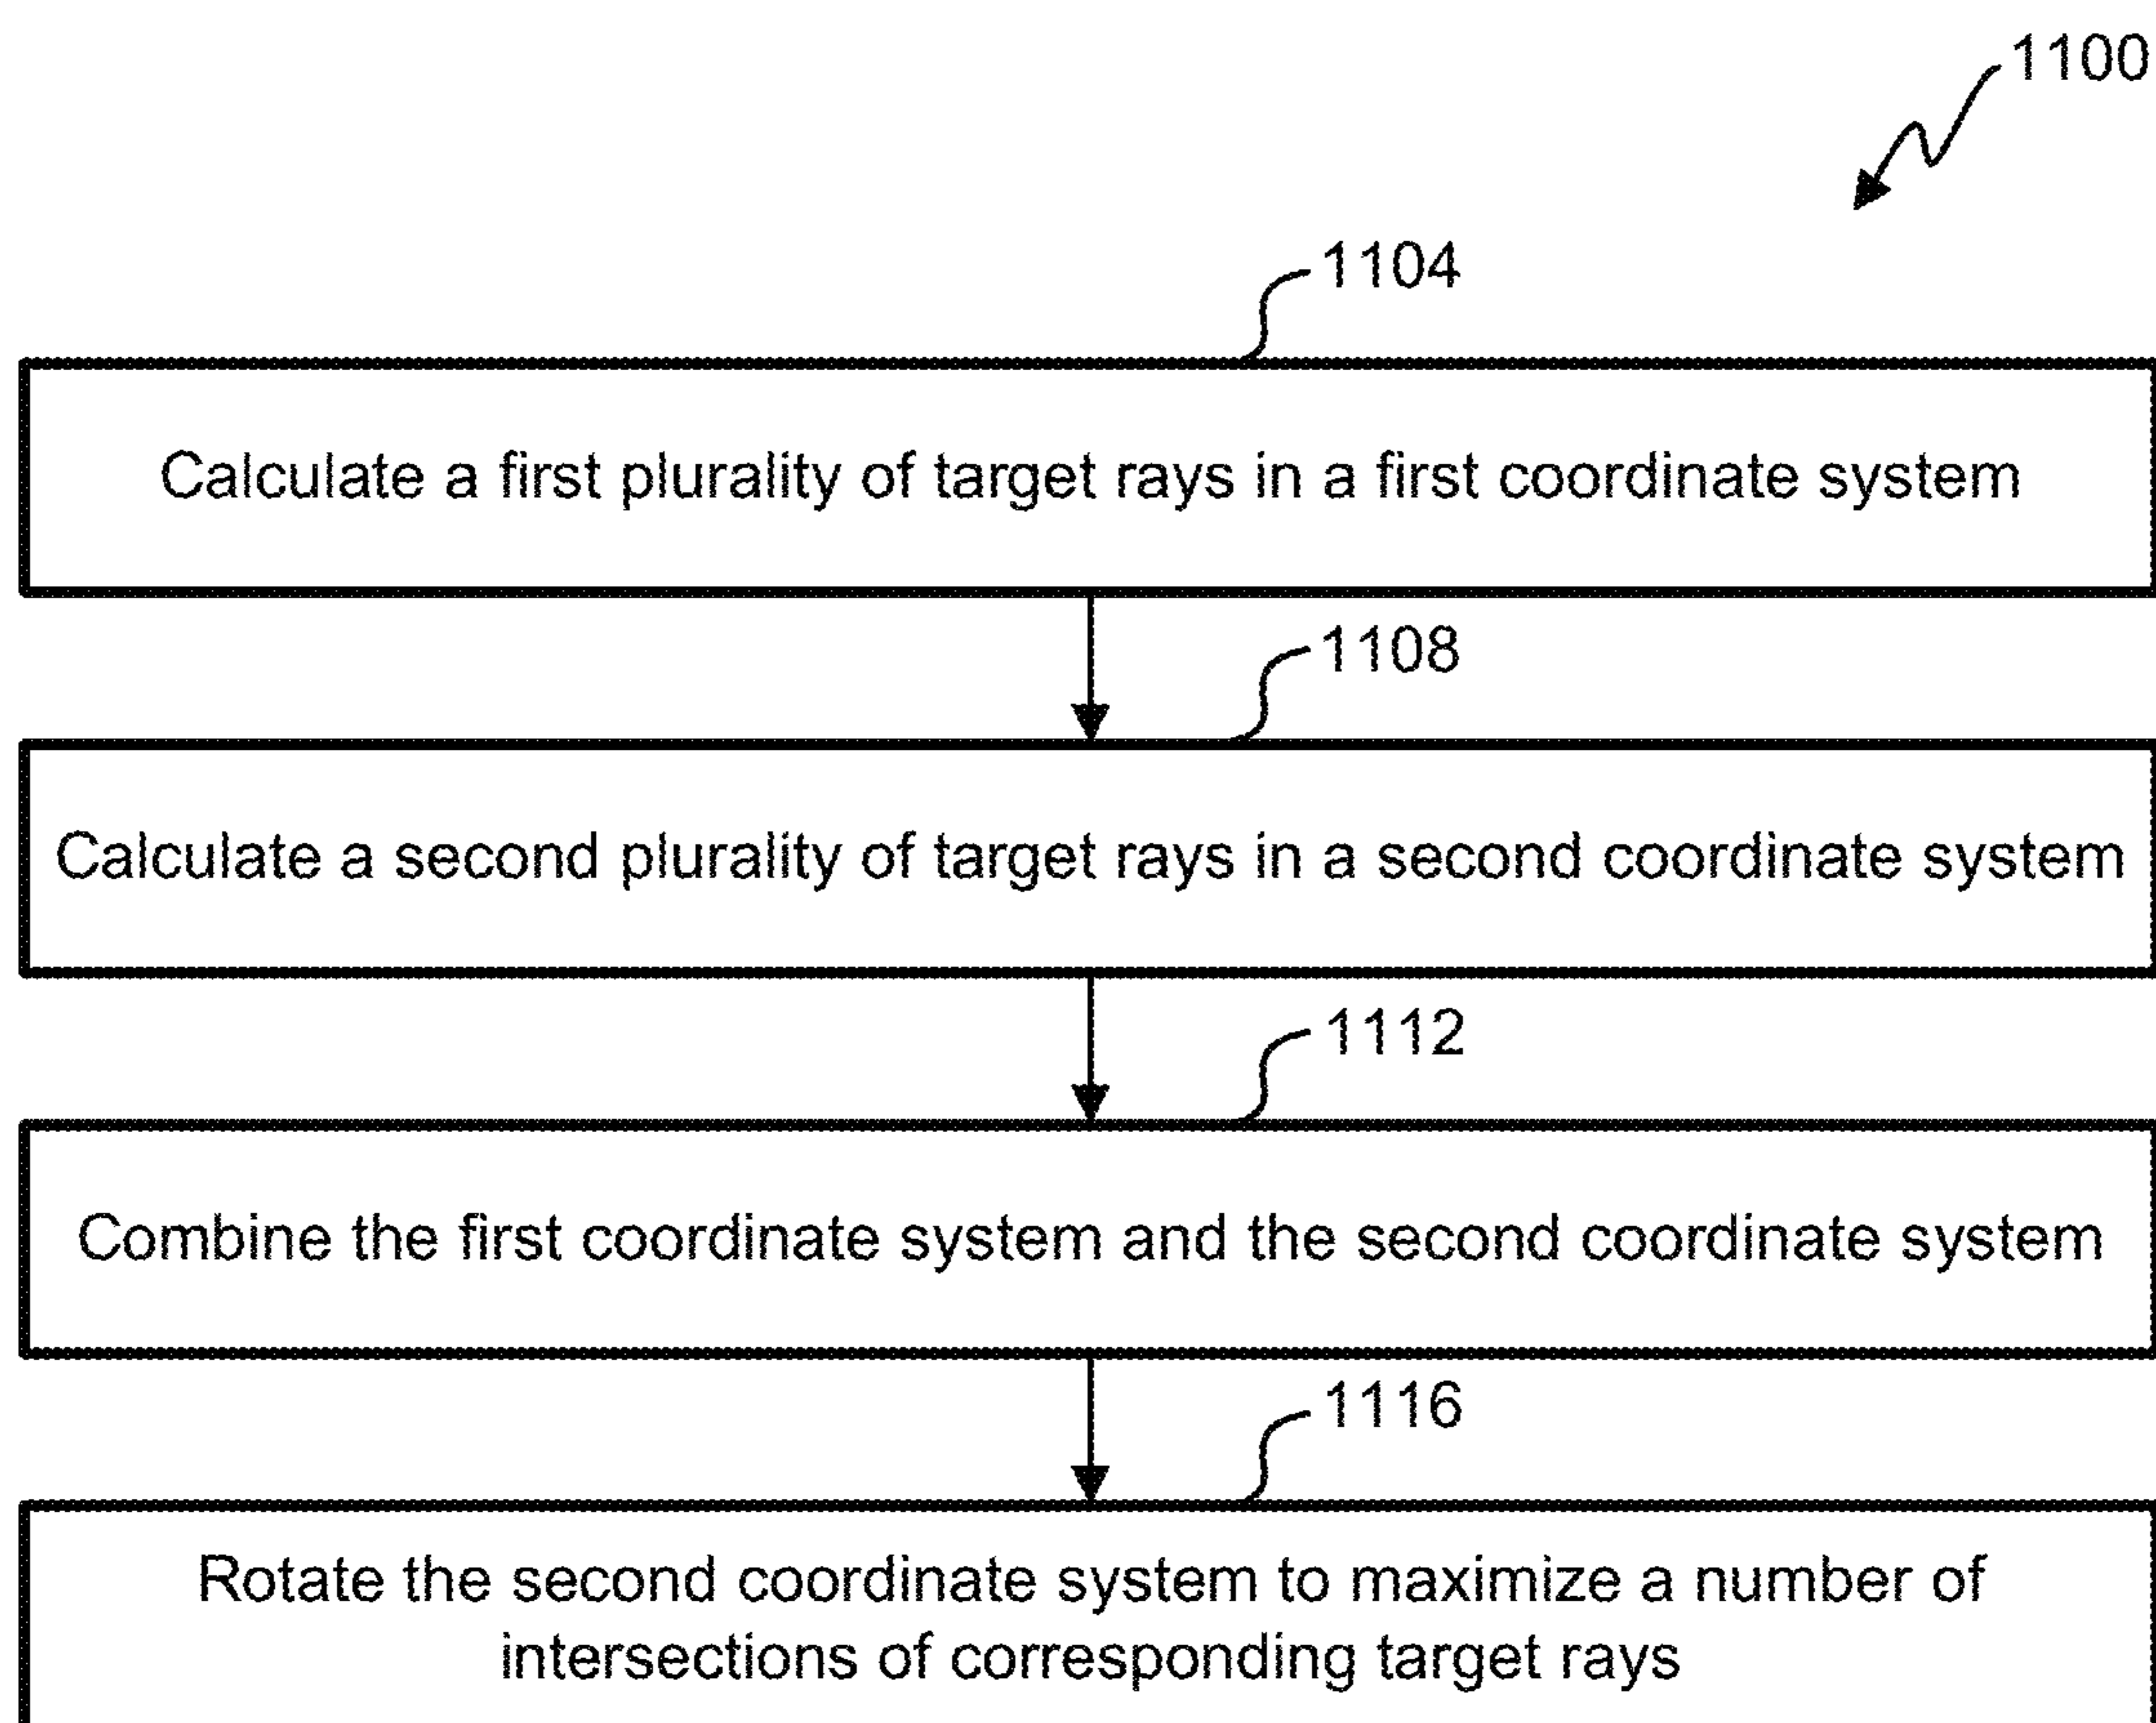 1100
1104
Calculate a first plurality of target rays in a first coordinate system
1108
Calculate a second plurality of target rays in a second coordinate system
1112
Combine the first coordinate system and the second coordinate system
1116
Rotate the second coordinate system to maximize a number of
intersections of corresponding target rays